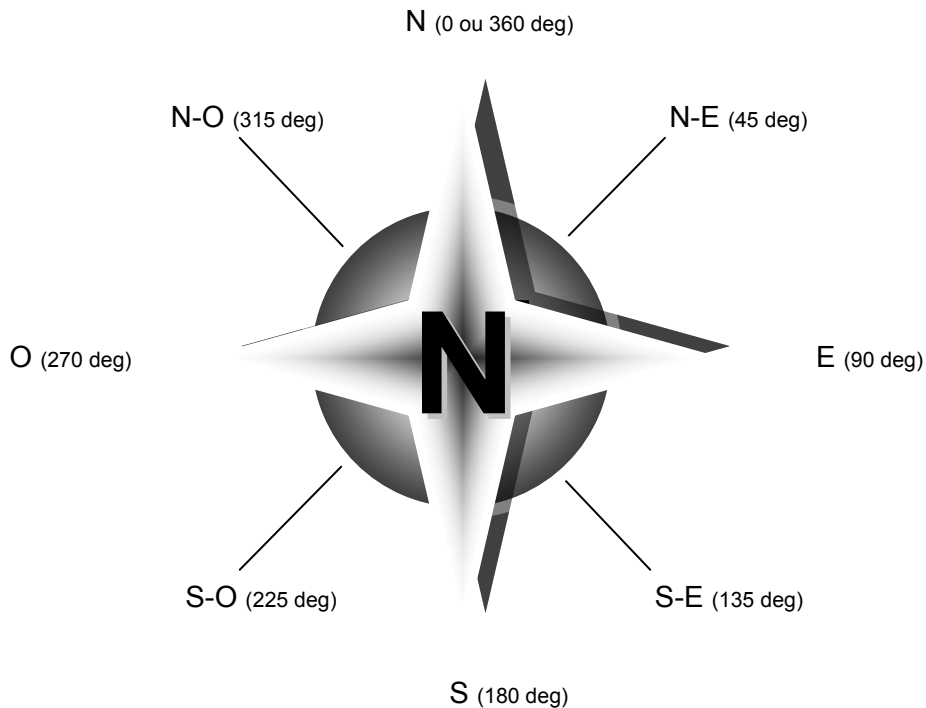 N (0 ou 360 deg)
N-O (315 deg)
N-E (45 deg)
O (270 deg)
N
E (90 deg)
S-O (225 deg)
S-E (135 deg)
S (180 deg)